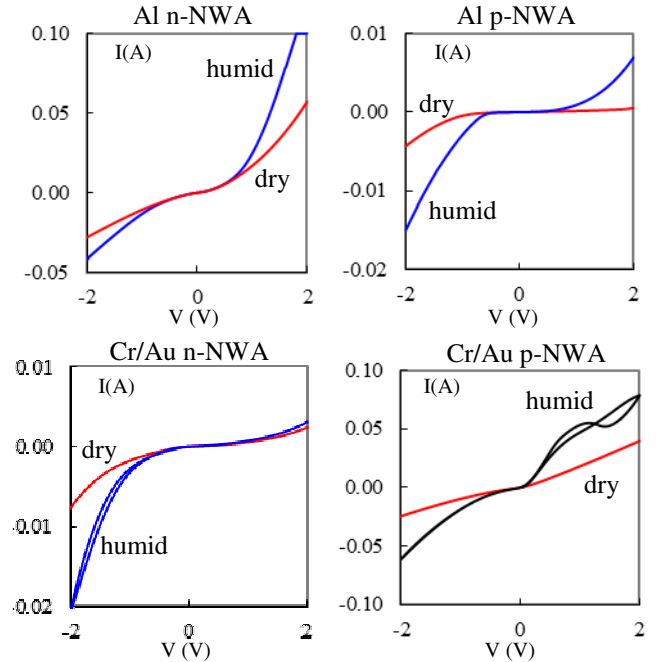 Al n-NWA
0.10
I(A)
humid
0.05
dry
0.00
-0.05
-2
0
2
V (V)
Al p-NWA
0.01
I(A)
dry
0.00
-0.01
humid
-0.02
-2
0
2
V (V)
Cr/Au n-NWA
0.01
I(A)
dry
0.00
-0.01
humid
-0.02
-2
0
2
V (V)
Cr/Au p-NWA
0.10
I(A)
humid
0.05
dry
0.00
-0.05
-0.10
-2
0
2
V (V)